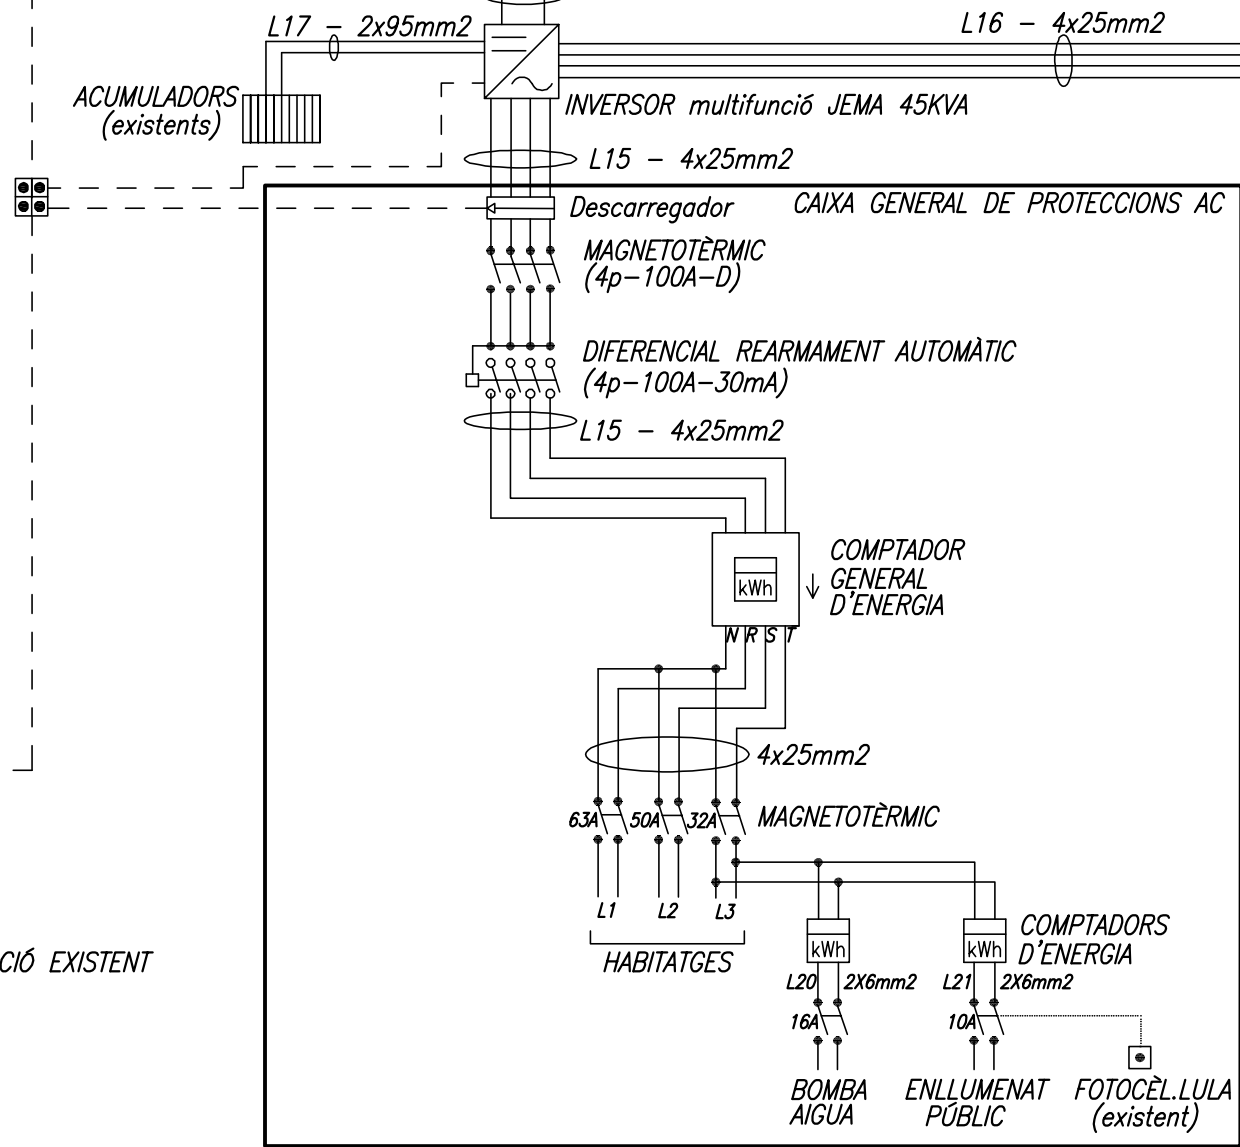 L17 - 2x95mm2
L16 - 4x25mm2
ACUMULADORS
(existents)
INVERSOR multifunció JEMA 45KVA
L15 - 4x25mm2
Descarregador
CAIXA GENERAL DE PROTECCIONS AC
MAGNETOTÈRMIC
(4p-100A-D)
DIFERENCIAL REARMAMENT AUTOMÀTIC
(4p-100A-30mA)
L15 - 4x25mm2
COMPTADOR
GENERAL
D'ENERGIA
kWh
N R S T
4x25mm2
63A 50A 32A MAGNETOTÈRMIC
L1 L2 L3
HABITATGES
COMPTADORS
D'ENERGIA
kWh kWh
L20 2X6mm2 L21 2X6mm2
16A 10A
BOMBA
AIGUA
ENLLUMENAT
PÚBLIC
FOTOCÈL.LULA
(existent)
CIÓ EXISTENT